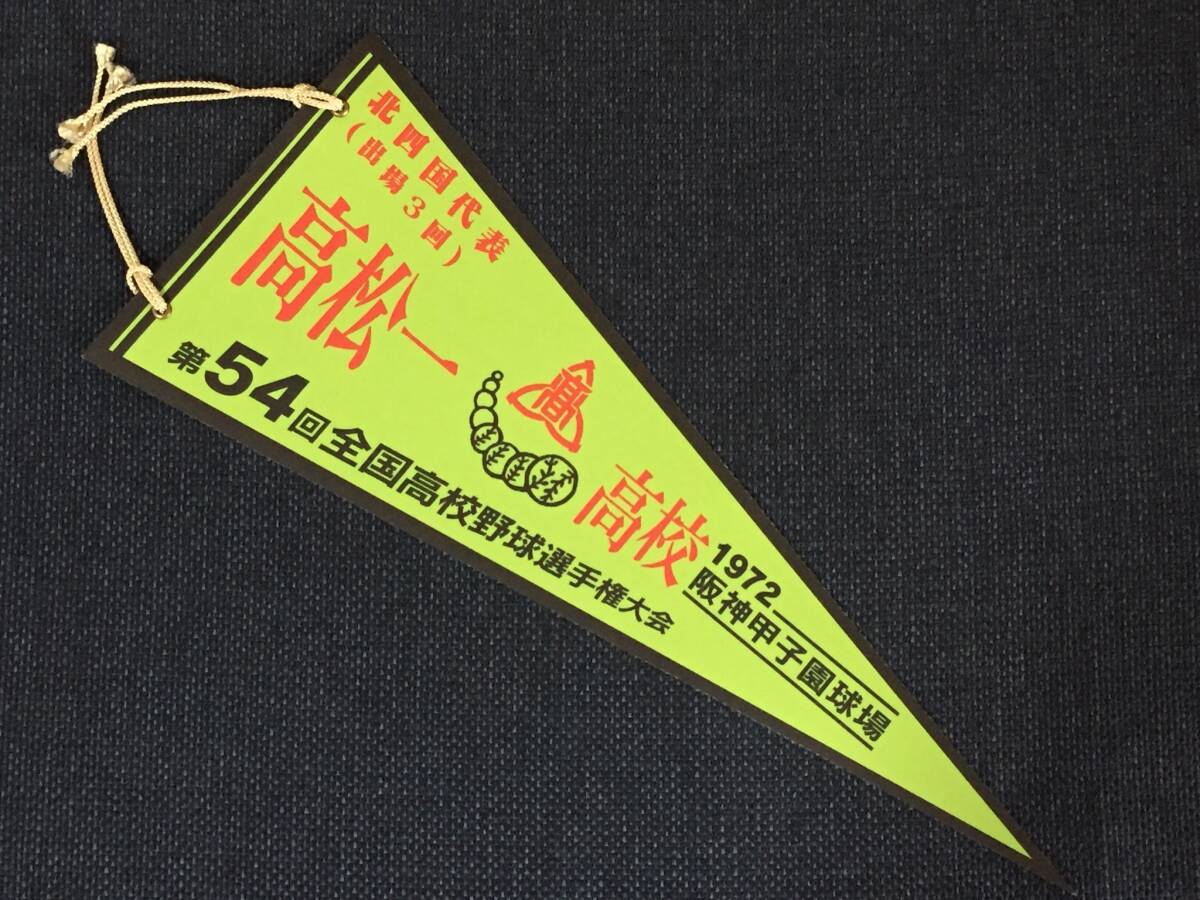 北四国代表
(出場3回)
高松一
高
高校
第54回全国高校野球選手権大会
1972
阪神甲子園球場